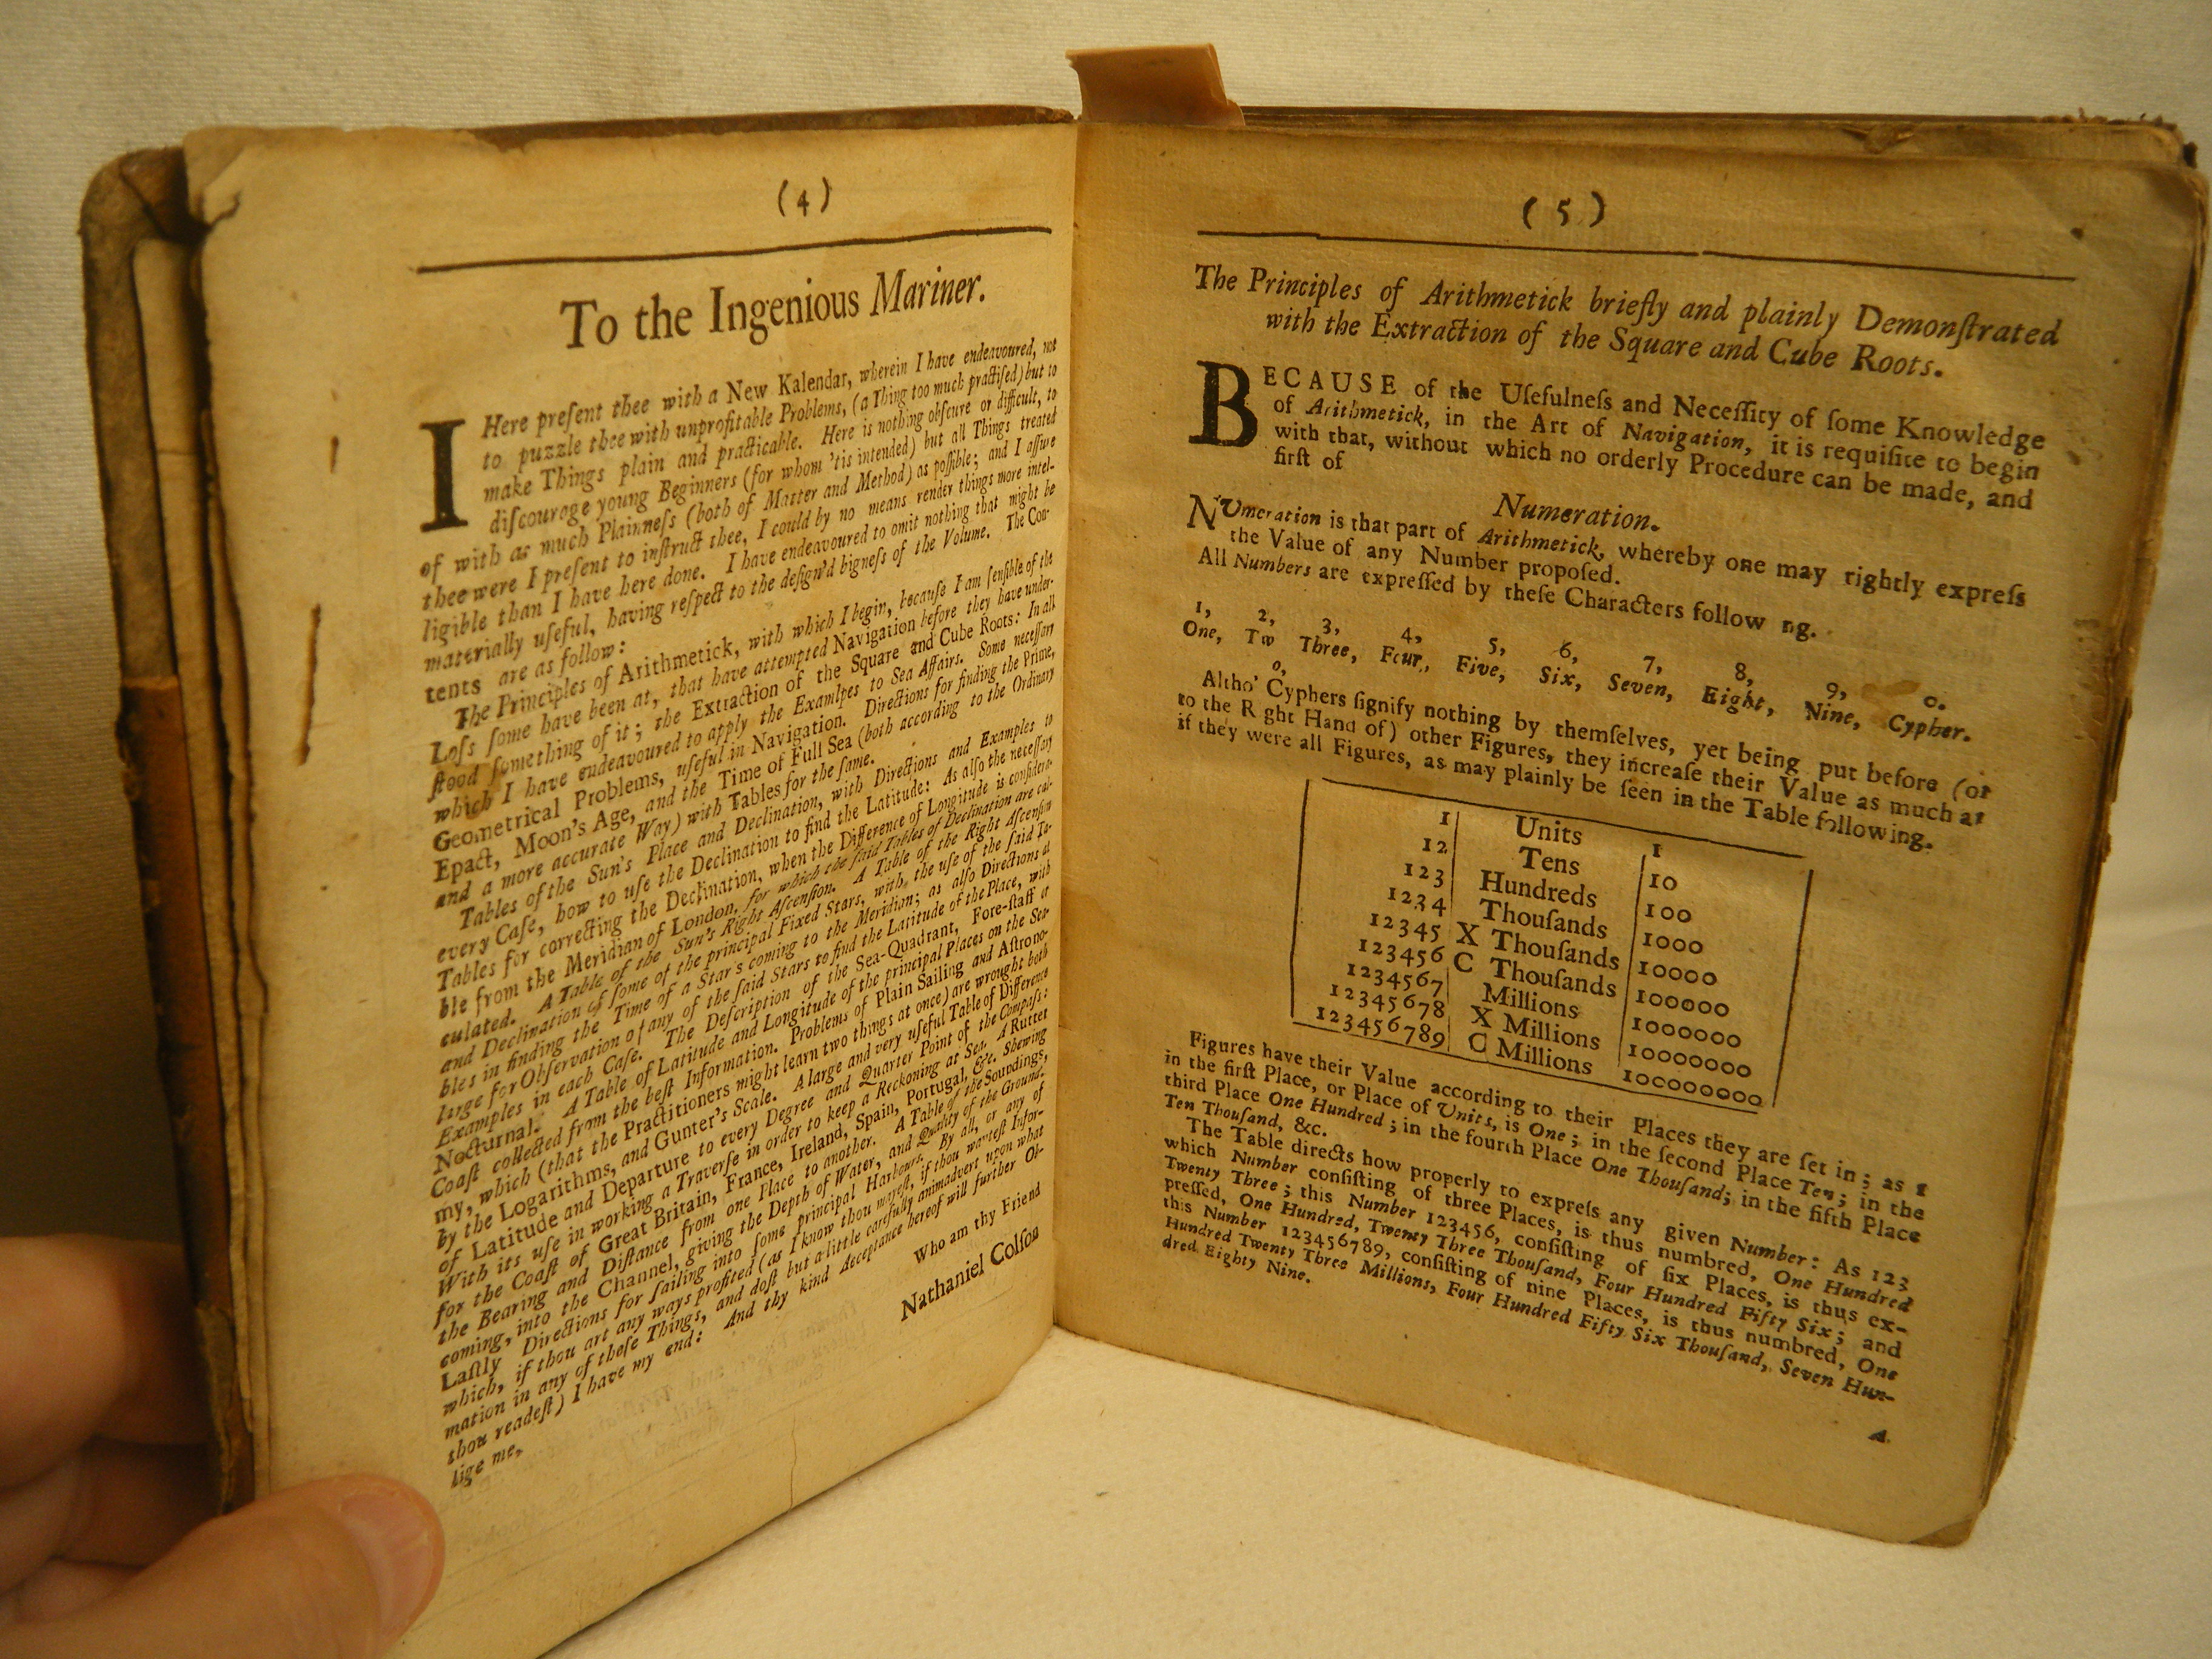 (4)
To the Ingenious Mariner.
I Here preſent thee with a New Kalendar, wherein I have endeavoured, not
to puzzle thee with unprofitable Problems, (a Thing too much practiſed) but to
make Things plain and practicable. Here is nothing obſcure or difficult, to
diſcourage young Beginners (for whom 'tis intended) but all Things treated
of with as much Plainneſs (both of Matter and Method) as poſſible; and I aſſure
thee were I preſent to inſtruct thee, I could by no means render things more intel-
ligible than I have here done. I have endeavoured to omit nothing that might be
materially uſeful, having reſpect to the deſign'd bigneſs of the Volume. The Con-
tents are as follow:
The Principles of Arithmetick, with which I begin, becauſe I am ſenſible of the
Loſs ſome have been at, that have attempted Navigation before they have under-
ſtood ſomething of it; the Extraction of the Square and Cube Roots: In all
which I have endeavoured to apply the Examlpes to Sea Affairs. Some neceſſary
Geometrical Problems, uſeful in Navigation. Directions for finding the Prime,
Epact, Moon's Age, and the Time of Full Sea (both according to the Ordinary
and a more accurate Way) with Tables for the ſame.
Tables of the Sun's Place and Declination, with Directions and Examples to
every Caſe, how to uſe the Declination to find the Latitude: As alſo the neceſſary
Tables for correcting the Declination, when the Difference of Longitude is conſidera-
ble from the Meridian of London, for which the ſaid Tables of Declination are cal-
culated. A Table of the Sun's Right Aſcenſion. A Table of the Right Aſcenſion
and Declination of ſome of the principal Fixed Stars, with the uſe of the ſaid Ta-
bles in finding the Time of a Star's coming to the Meridian; as alſo Directions at
large for Obſervation of any of the ſaid Stars to find the Latitude of the Place, with
Examples in each Caſe. The Deſcription of the Sea-Quadrant, Fore-ſtaff &
Nocturnal. A Table of Latitude and Longitude of the principal Places on the Sea-
Coaſt collected from the beſt Information. Problems of Plain Sailing and Aſtrono-
my, which (that the Practitioners might learn two things at once) are wrought both
by the Logarithms, and Gunter's Scale. A large and very uſeful Table of Difference
of Latitude and Departure to every Degree and Quarter Point of the Compaſs:
With its uſe in working a Traverſe in order to keep a Reckoning at Sea. A Rutter
for the Coaſt of Great Britain, France, Ireland, Spain, Portugal, &c. Shewing
the Bearing and Diſtance from one Place to another. A Table of the Soundings,
coming, into the Channel, giving the Depth of Water, and Quality of the Ground.
Laſtly Directions for ſailing into ſome principal Harbours. By all, or any of
which, if thou art any ways profited (as I know thou mayeſt, if thou wanteſt Infor-
mation in any of theſe Things, and doſt but a little carefully animadvert upon what
thou readeſt) I have my end: And thy kind Acceptance hereof will further Ob-
lige me,
Who am thy Friend
Nathaniel Colſon
(5)
The Principles of Arithmetick briefly and plainly Demonſtrated
with the Extraction of the Square and Cube Roots.
BECAUSE of the Uſefulneſs and Neceſſity of ſome Knowledge
of Arithmetick, in the Art of Navigation, it is requiſite to begin
with that, without which no orderly Procedure can be made, and
firſt of
Numeration.
NUmeration is that part of Arithmetick, whereby one may rightly expreſs
the Value of any Number propoſed.
All Numbers are expreſſed by theſe Characters follow ng.
1, 2, 3, 4, 5, 6, 7, 8, 9, 0.
One, Tw Three, Four, Five, Six, Seven, Eight, Nine, Cypher.
o,
Altho' Cyphers ſignify nothing by themſelves, yet being put before (or
to the R ght Hand of) other Figures, they increaſe their Value as much as
if they were all Figures, as may plainly be ſeen in the Table following.
1 Units 1
12 Tens 10
123 Hundreds 100
1234 Thouſands 1000
12345 X Thouſands 10000
123456 C Thouſands 100000
1234567 Millions 1000000
12345678 X Millions 10000000
123456789 C Millions 100000000
Figures have their Value according to their Places they are ſet in; as 1
in the firſt Place, or Place of Units, is One; in the ſecond Place Ten; in the
third Place One Hundred; in the fourth Place One Thouſand; in the fifth Place
Ten Thouſand, &c.
The Table directs how properly to expreſs any given Number: As 123,
which Number conſiſting of three Places, is thus numbred, One Hundred
Twenty Three; this Number 123456, conſiſting of ſix Places, is thus ex-
preſſed, One Hundred, Twenty Three Thouſand, Four Hundred Fifty Six; and
this Number 123456789, conſiſting of nine Places, is thus numbred, One
Hundred Twenty Three Millions, Four Hundred Fifty Six Thouſand, Seven Hun-
dred Eighty Nine.
A